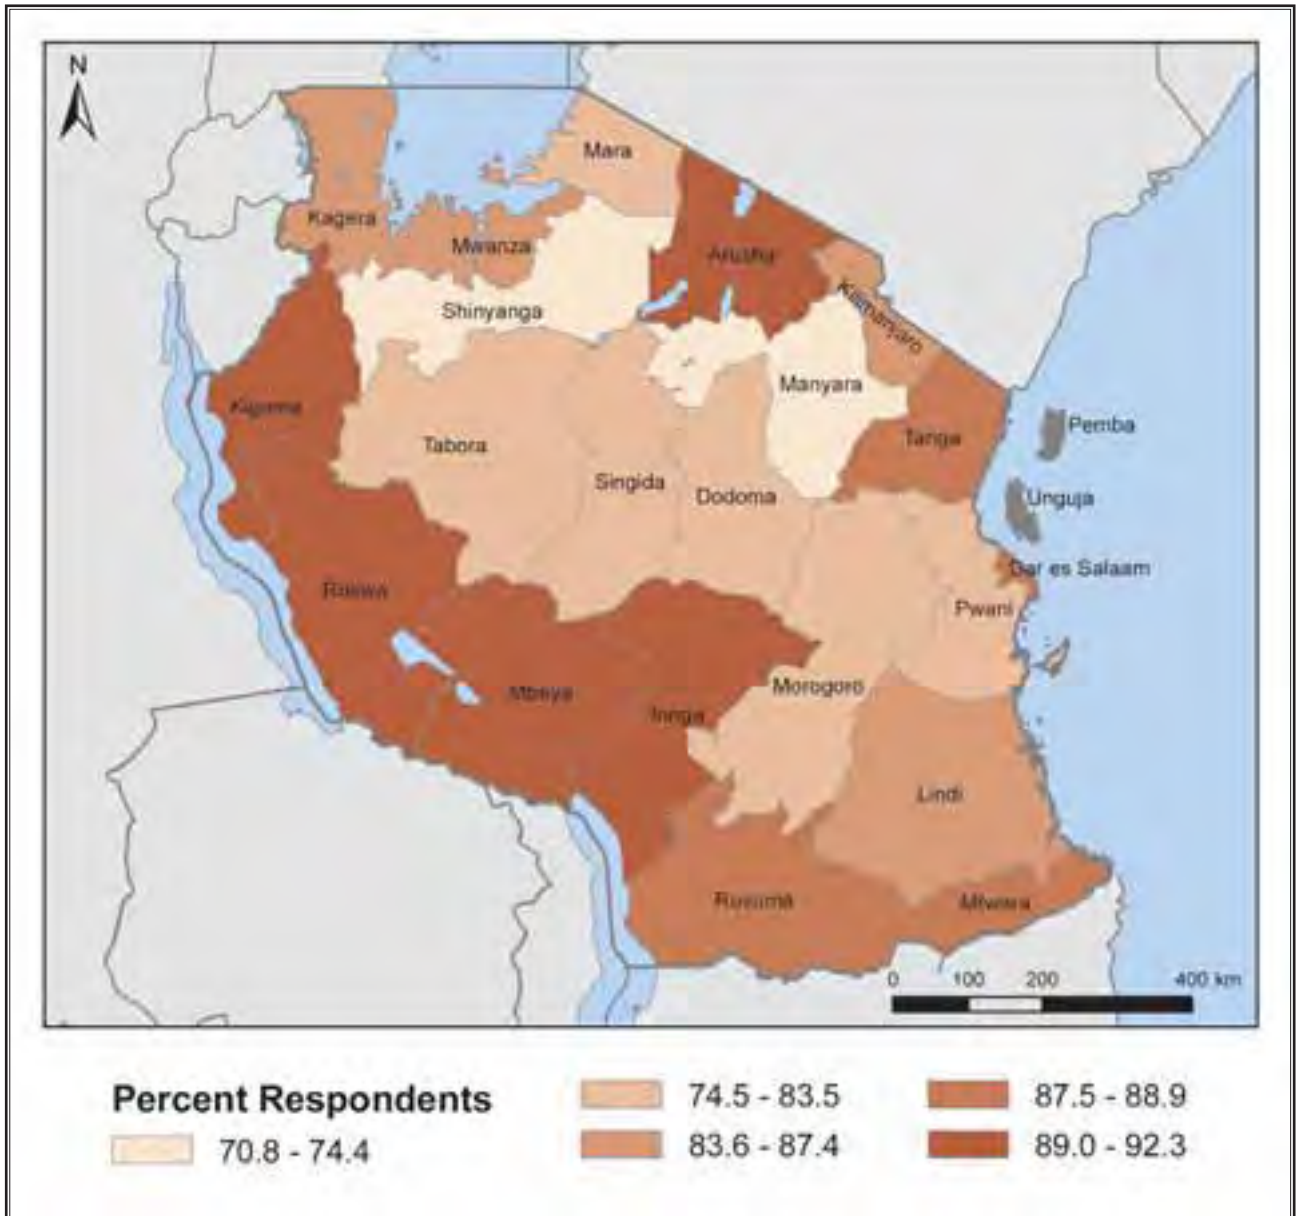 N
Mara
Kagera
Mwanza
Arusha
Shinyanga
Kilimanjaro
Manyara
Kigoma
Pemba
Tabora
Tanga
Singida
Dodoma
Unguja
Dar es Salaam
Rukwa
Pwani
Mbeya
Morogoro
Iringa
Lindi
Ruvuma
Mtwara
0 100 200 400 km
Percent Respondents
70.8 - 74.4
74.5 - 83.5
83.6 - 87.4
87.5 - 88.9
89.0 - 92.3